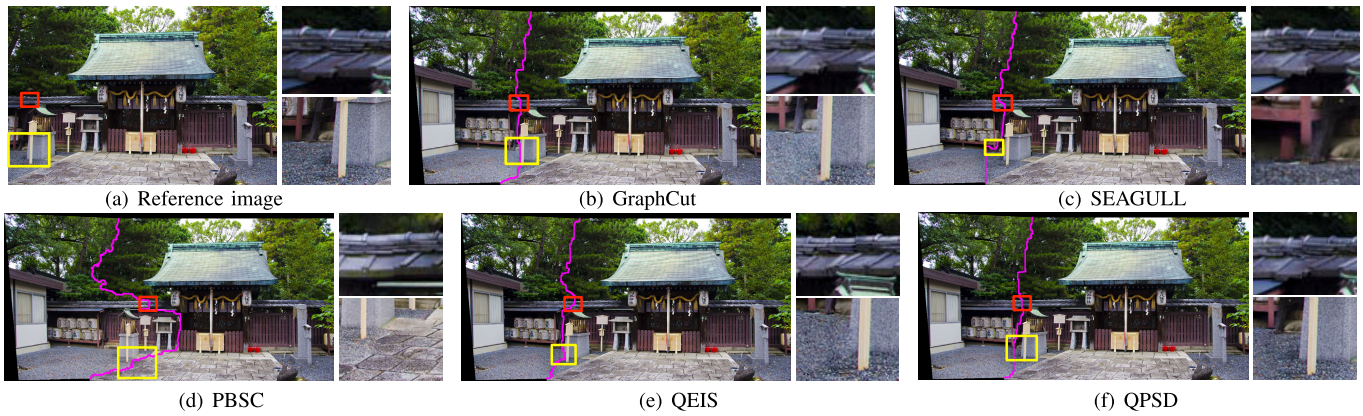 (a) Reference image
(b) GraphCut
(c) SEAGULL
(d) PBSC
(e) QEIS
(f) QPSD